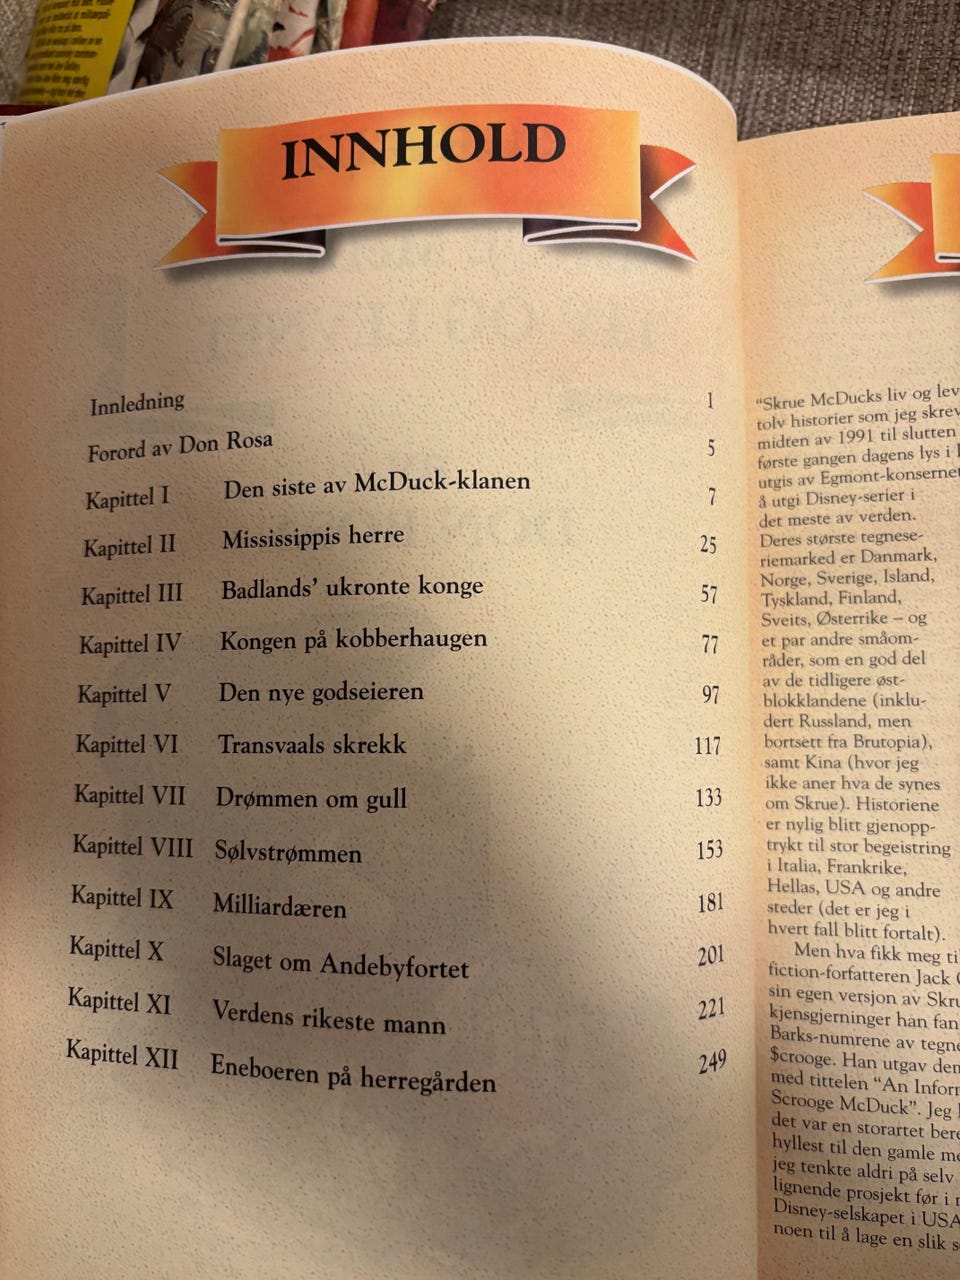 INNHOLD
Innledning 1
Forord av Don Rosa 5
Kapittel I Den siste av McDuck-klanen 7
Kapittel II Mississippis herre 25
Kapittel III Badlands’ ukronte konge 57
Kapittel IV Kongen på kobberhaugen 77
Kapittel V Den nye godseieren 97
Kapittel VI Transvaals skrekk 117
Kapittel VII Drømmen om gull 133
Kapittel VIII Sølvstrømmen 153
Kapittel IX Milliardæren 181
Kapittel X Slaget om Andebyfortet 201
Kapittel XI Verdens rikeste mann 221
Kapittel XII Eneboeren på herregården 249
“Skrue McDucks liv og lev
tolv historier som jeg skrev
midten av 1991 til slutten
første gangen dagens lys i
utgis av Egmont-konsernet
å utgi Disney-serier i
det meste av verden.
Deres største tegnese-
riemarked er Danmark,
Norge, Sverige, Island,
Tyskland, Finland,
Sveits, Østerrike – og
et par andre småom-
råder, som en god del
av de tidligere øst-
blokklandene (inklu-
dert Russland, men
bortsett fra Brutopia),
samt Kina (hvor jeg
ikke aner hva de synes
om Skrue). Historiene
er nylig blitt gjenopp-
trykt til stor begeistring
i Italia, Frankrike,
Hellas, USA og andre
steder (det er jeg i
hvert fall blitt fortalt).
Men hva fikk meg ti
fiction-forfatteren Jack
sin egen versjon av Skru
kjensgjerninger han fan
Barks-numrene av tegne
$crooge. Han utgav den
med tittelen “An Inforr
Scrooge McDuck”. Jeg
det var en storartet bere
hyllest til den gamle me
jeg tenkte aldri på selv
lignende prosjekt før i
Disney-selskapet i USA
noen til å lage en slik s